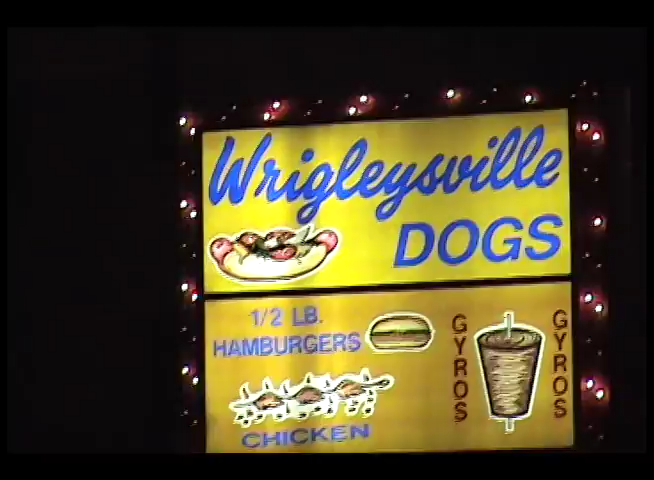 Wrigleysville
DOGS
1/2 LB.
HAMBURGERS
CHICKEN
GYROS
GYROS